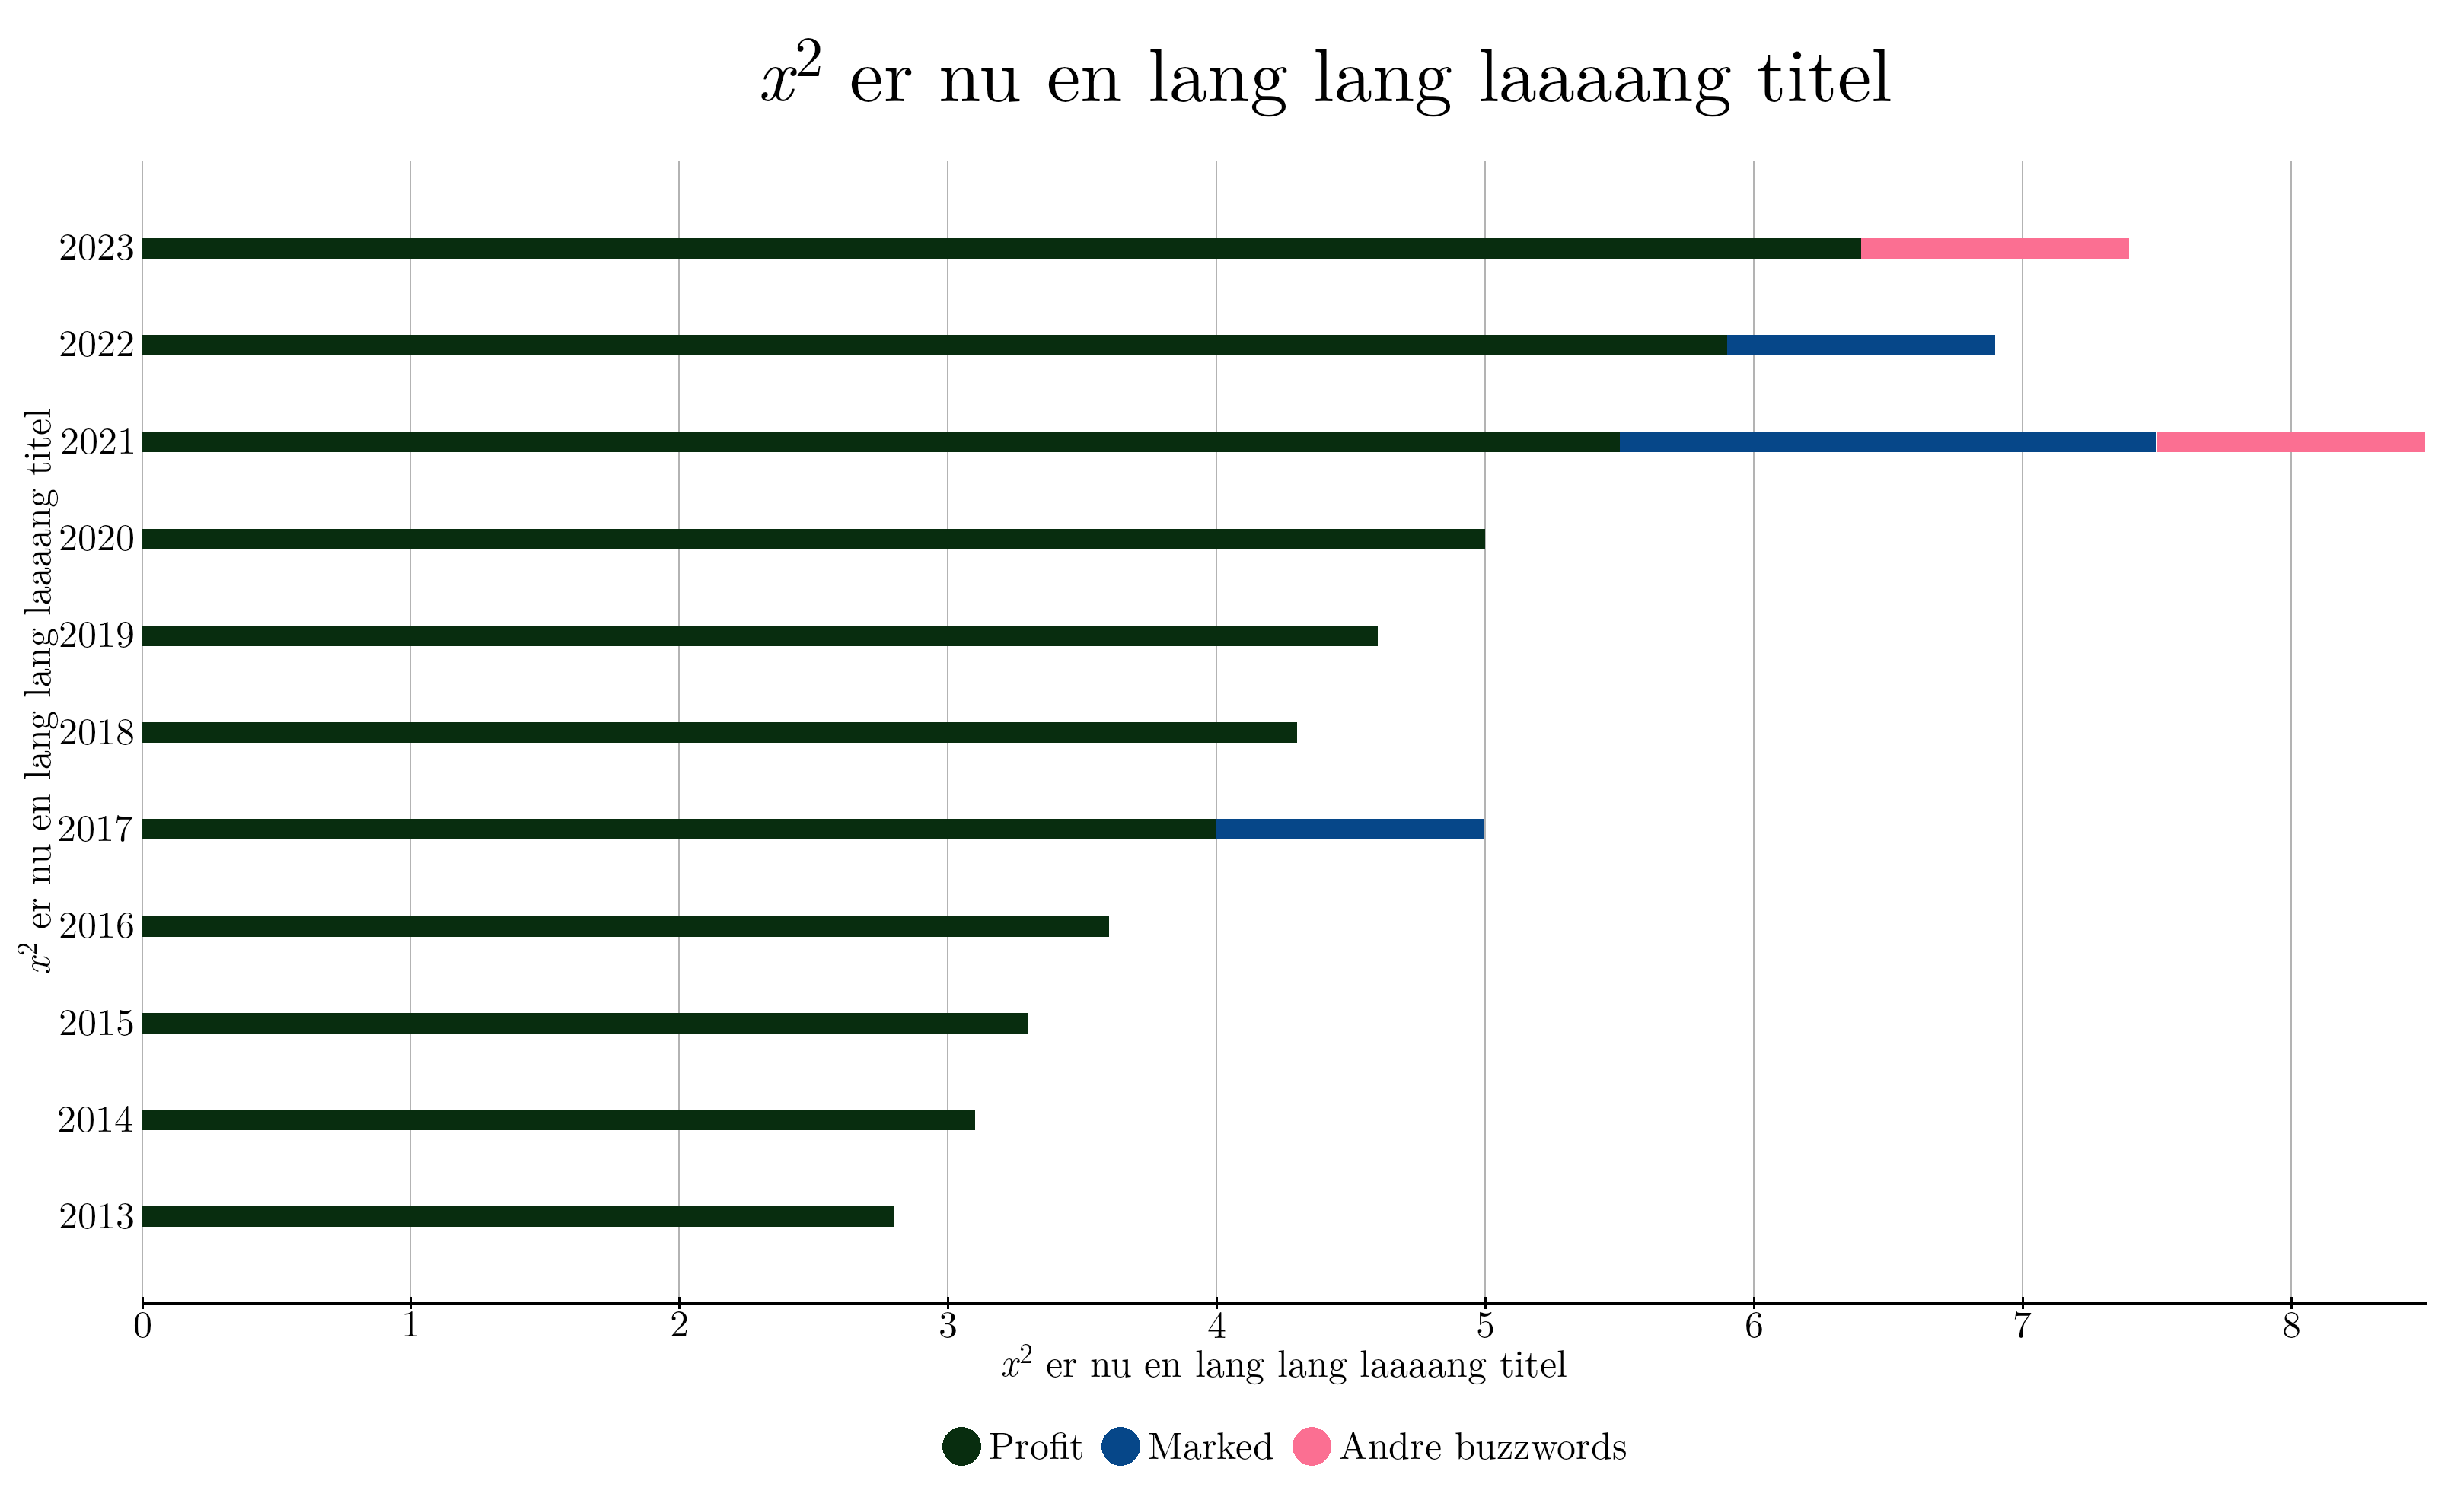 x² er nu en lang lang laaaang titel
x² er nu en lang lang laaaang titel
2023
2022
2021
2020
2019
2018
2017
2016
2015
2014
2013
0 1 2 3 4 5 6 7 8
x² er nu en lang lang laaaang titel
Profit Marked Andre buzzwords